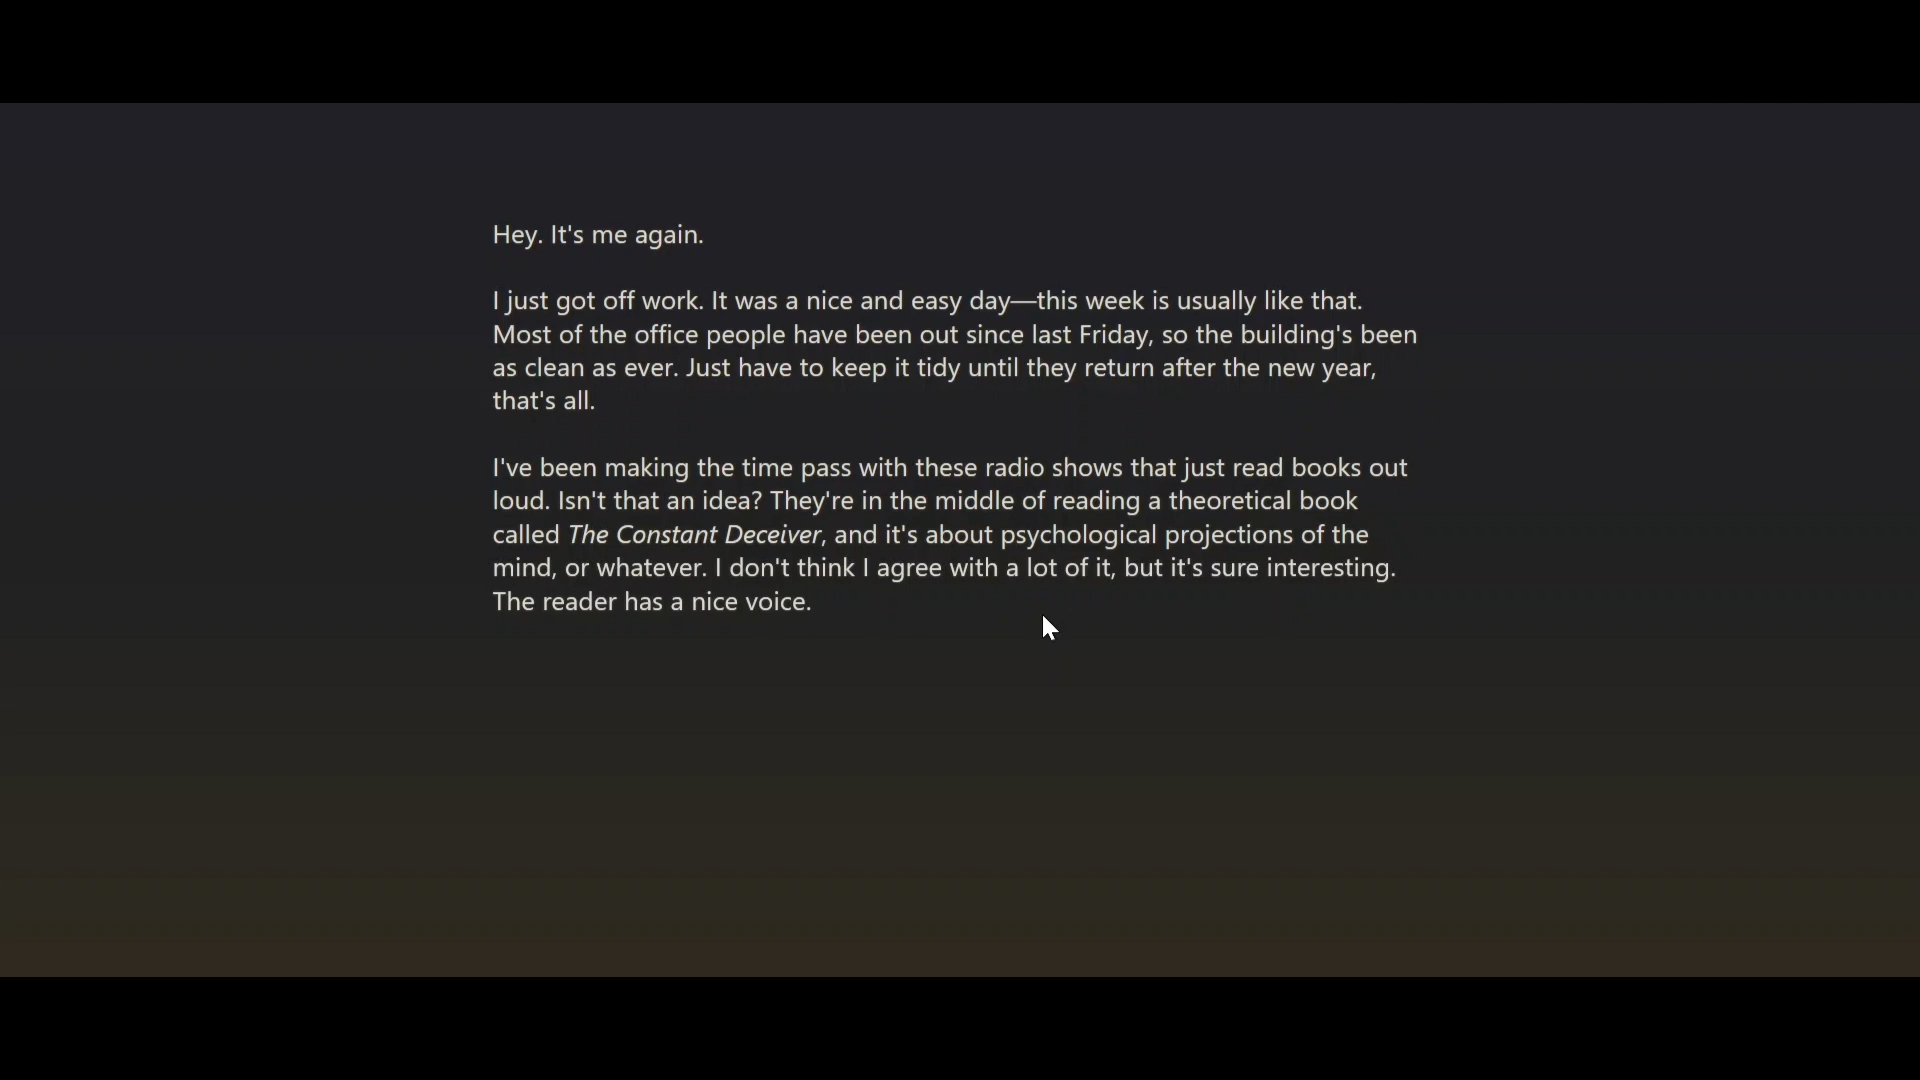 Hey. It's me again.
I just got off work. It was a nice and easy day—this week is usually like that.
Most of the office people have been out since last Friday, so the building's been
as clean as ever. Just have to keep it tidy until they return after the new year,
that's all.
I've been making the time pass with these radio shows that just read books out
loud. Isn't that an idea? They're in the middle of reading a theoretical book
called The Constant Deceiver, and it's about psychological projections of the
mind, or whatever. I don't think I agree with a lot of it, but it's sure interesting.
The reader has a nice voice.